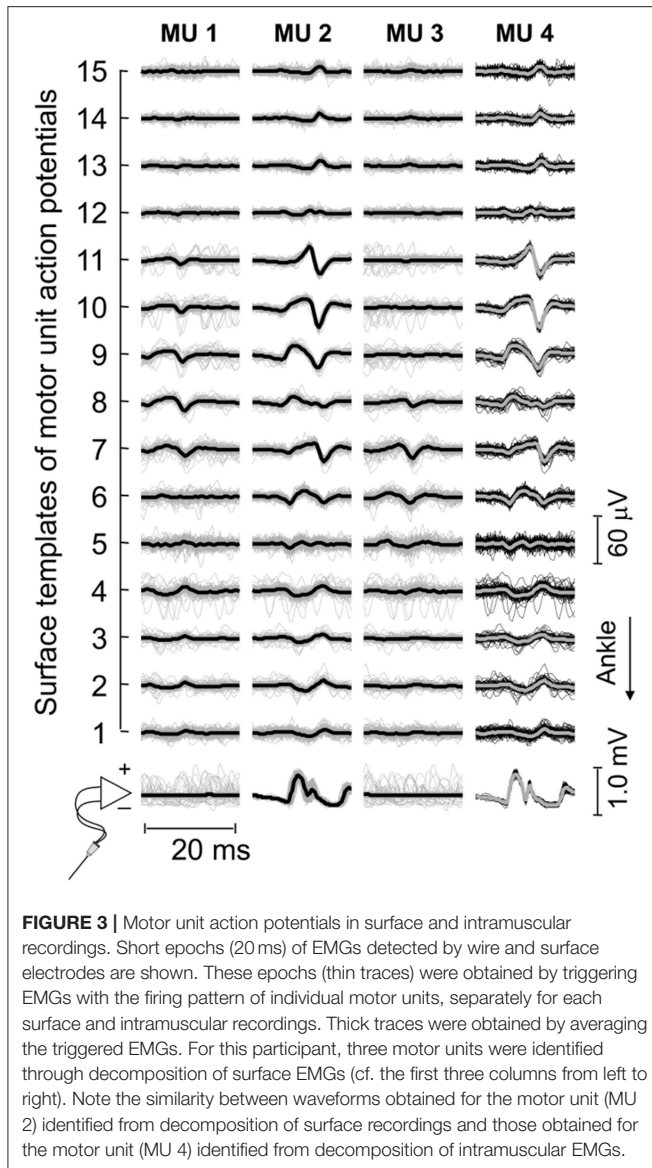 MU 1 MU 2 MU 3 MU 4
Surface templates of motor unit action potentials
15
14
13
12
11
10
9
8
7
6
5
4
3
2
1
60 μV
Ankle
1.0 mV
+
−
20 ms
FIGURE 3 | Motor unit action potentials in surface and intramuscular
recordings. Short epochs (20 ms) of EMGs detected by wire and surface
electrodes are shown. These epochs (thin traces) were obtained by triggering
EMGs with the firing pattern of individual motor units, separately for each
surface and intramuscular recordings. Thick traces were obtained by averaging
the triggered EMGs. For this participant, three motor units were identified
through decomposition of surface EMGs (cf. the first three columns from left to
right). Note the similarity between waveforms obtained for the motor unit (MU
2) identified from decomposition of surface recordings and those obtained for
the motor unit (MU 4) identified from decomposition of intramuscular EMGs.